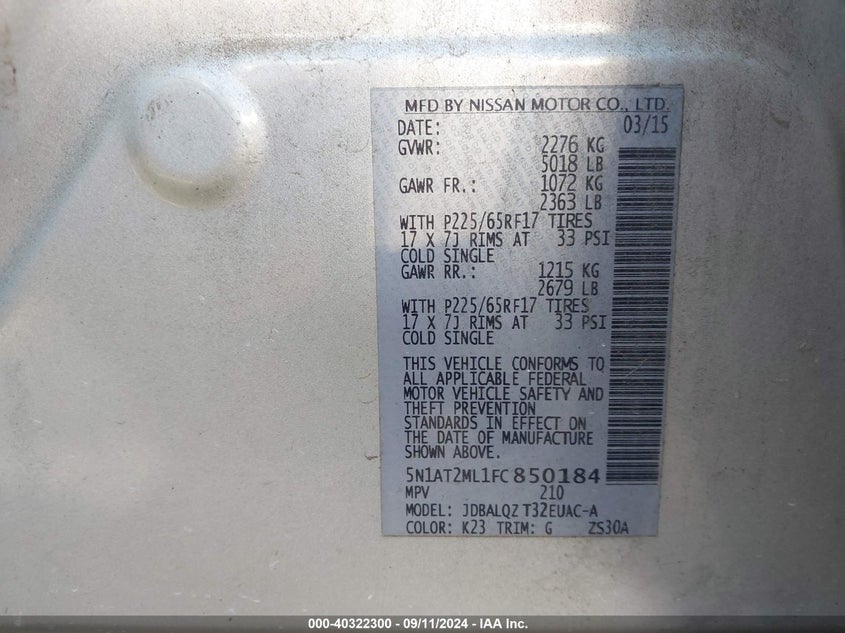 MFD BY NISSAN MOTOR CO., LTD.
DATE: 03/15
GVWR: 2276 KG
5018 LB
GAWR FR.: 1072 KG
2363 LB
WITH P225/65RF17 TIRES
17 X 7J RIMS AT 33 PSI
COLD SINGLE
GAWR RR.: 1215 KG
2679 LB
WITH P225/65RF17 TIRES
17 X 7J RIMS AT 33 PSI
COLD SINGLE
THIS VEHICLE CONFORMS TO
ALL APPLICABLE FEDERAL
MOTOR VEHICLE SAFETY AND
THEFT PREVENTION
STANDARDS IN EFFECT ON
THE DATE OF MANUFACTURE
SHOWN ABOVE.
5N1AT2ML1FC850184
MPV 210
MODEL: JDBALQZ T32EUAC-A
COLOR: K23 TRIM: G ZS30A
000-40322300 - 09/11/2024 - IAA Inc.